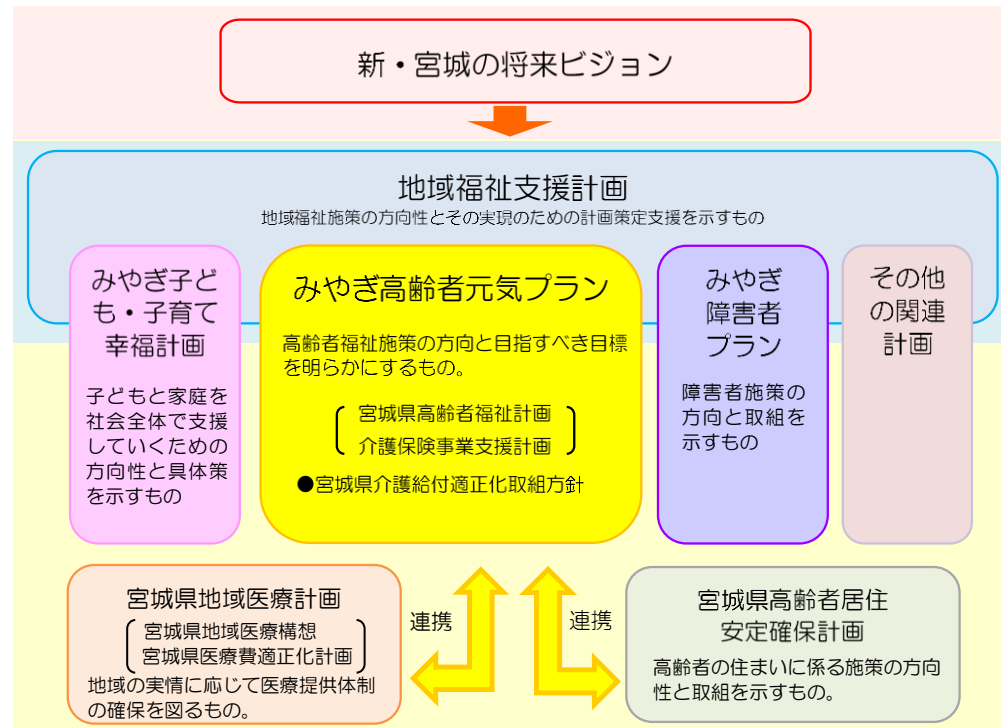 新・宮城の将来ビジョン
地域福祉支援計画
地域福祉施策の方向性とその実現のための計画策定支援を示すもの
みやぎ子ど
も・子育て
幸福計画
子どもと家庭を
社会全体で支援
していくための
方向性と具体策
を示すもの
みやぎ高齢者元気プラン
高齢者福祉施策の方向と目指すべき目標
を明らかにするもの。
宮城県高齢者福祉計画
介護保険事業支援計画
●宮城県介護給付適正化取組方針
みやぎ
障害者
プラン
障害者施策の
方向と取組を
示すもの
その他
の関連
計画
宮城県地域医療計画
宮城県地域医療構想
宮城県医療費適正化計画
地域の実情に応じて医療提供体制
の確保を図るもの。
連携
連携
宮城県高齢者居住
安定確保計画
高齢者の住まいに係る施策の方向
性と取組を示すもの。